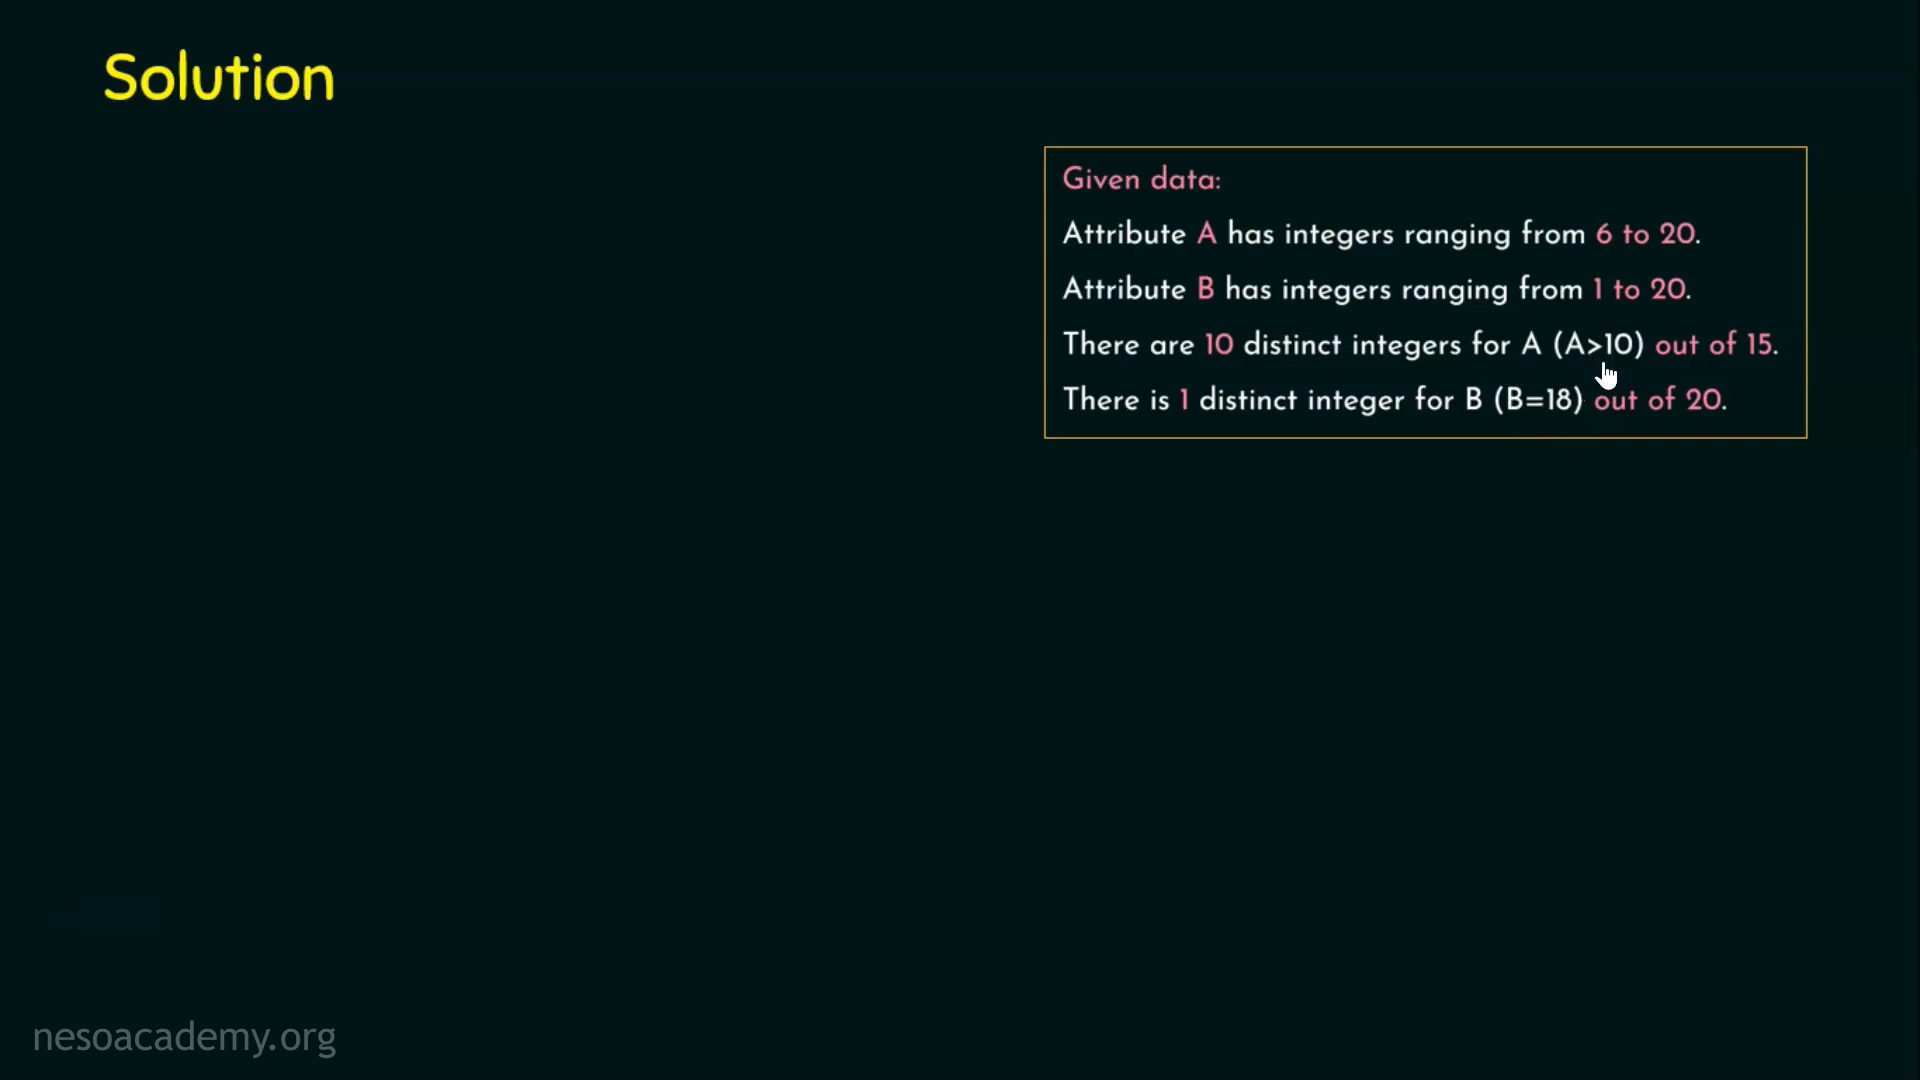 Solution
Given data:
Attribute A has integers ranging from 6 to 20.
Attribute B has integers ranging from 1 to 20.
There are 10 distinct integers for A (A>10) out of 15.
There is 1 distinct integer for B (B=18) out of 20.
nesoacademy.org